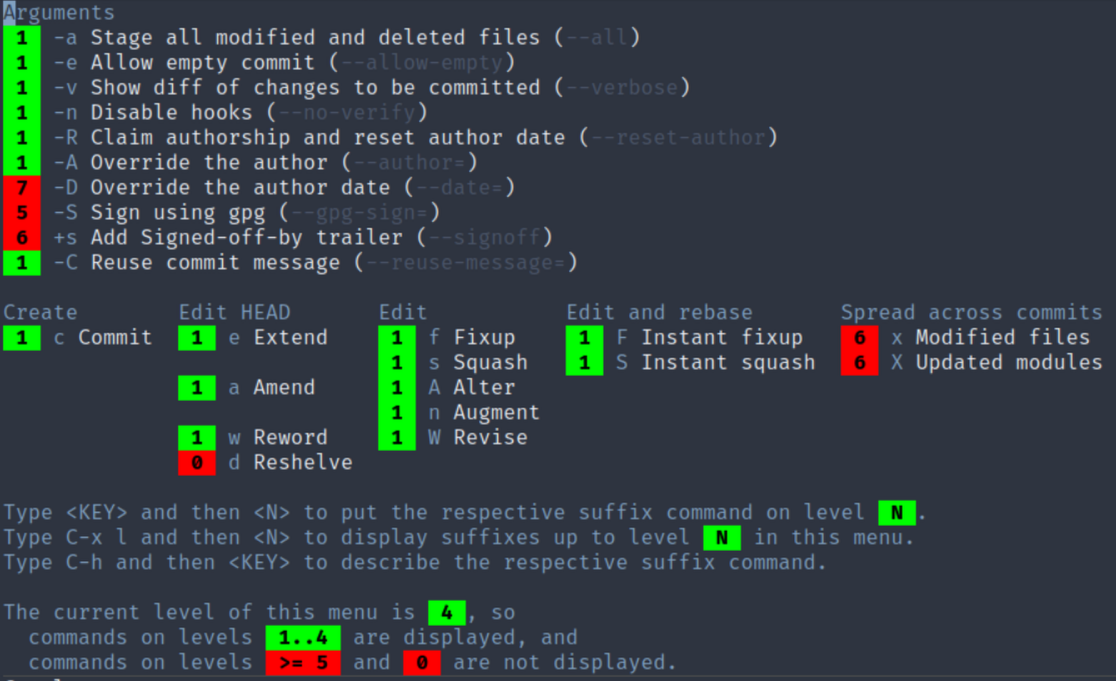 Arguments
1 -a Stage all modified and deleted files (--all)
1 -e Allow empty commit (--allow-empty)
1 -v Show diff of changes to be committed (--verbose)
1 -n Disable hooks (--no-verify)
1 -R Claim authorship and reset author date (--reset-author)
1 -A Override the author (--author=)
7 -D Override the author date (--date=)
5 -S Sign using gpg (--gpg-sign=)
6 +s Add Signed-off-by trailer (--signoff)
1 -C Reuse commit message (--reuse-message=)
Create Edit HEAD Edit Edit and rebase Spread across commits
1 c Commit 1 e Extend 1 f Fixup 1 F Instant fixup 6 x Modified files
1 s Squash 1 S Instant squash 6 X Updated modules
1 a Amend 1 A Alter
1 n Augment
1 w Reword 1 W Revise
0 d Reshelve
Type <KEY> and then <N> to put the respective suffix command on level N.
Type C-x l and then <N> to display suffixes up to level N in this menu.
Type C-h and then <KEY> to describe the respective suffix command.
The current level of this menu is 4, so
commands on levels 1..4 are displayed, and
commands on levels >= 5 and 0 are not displayed.